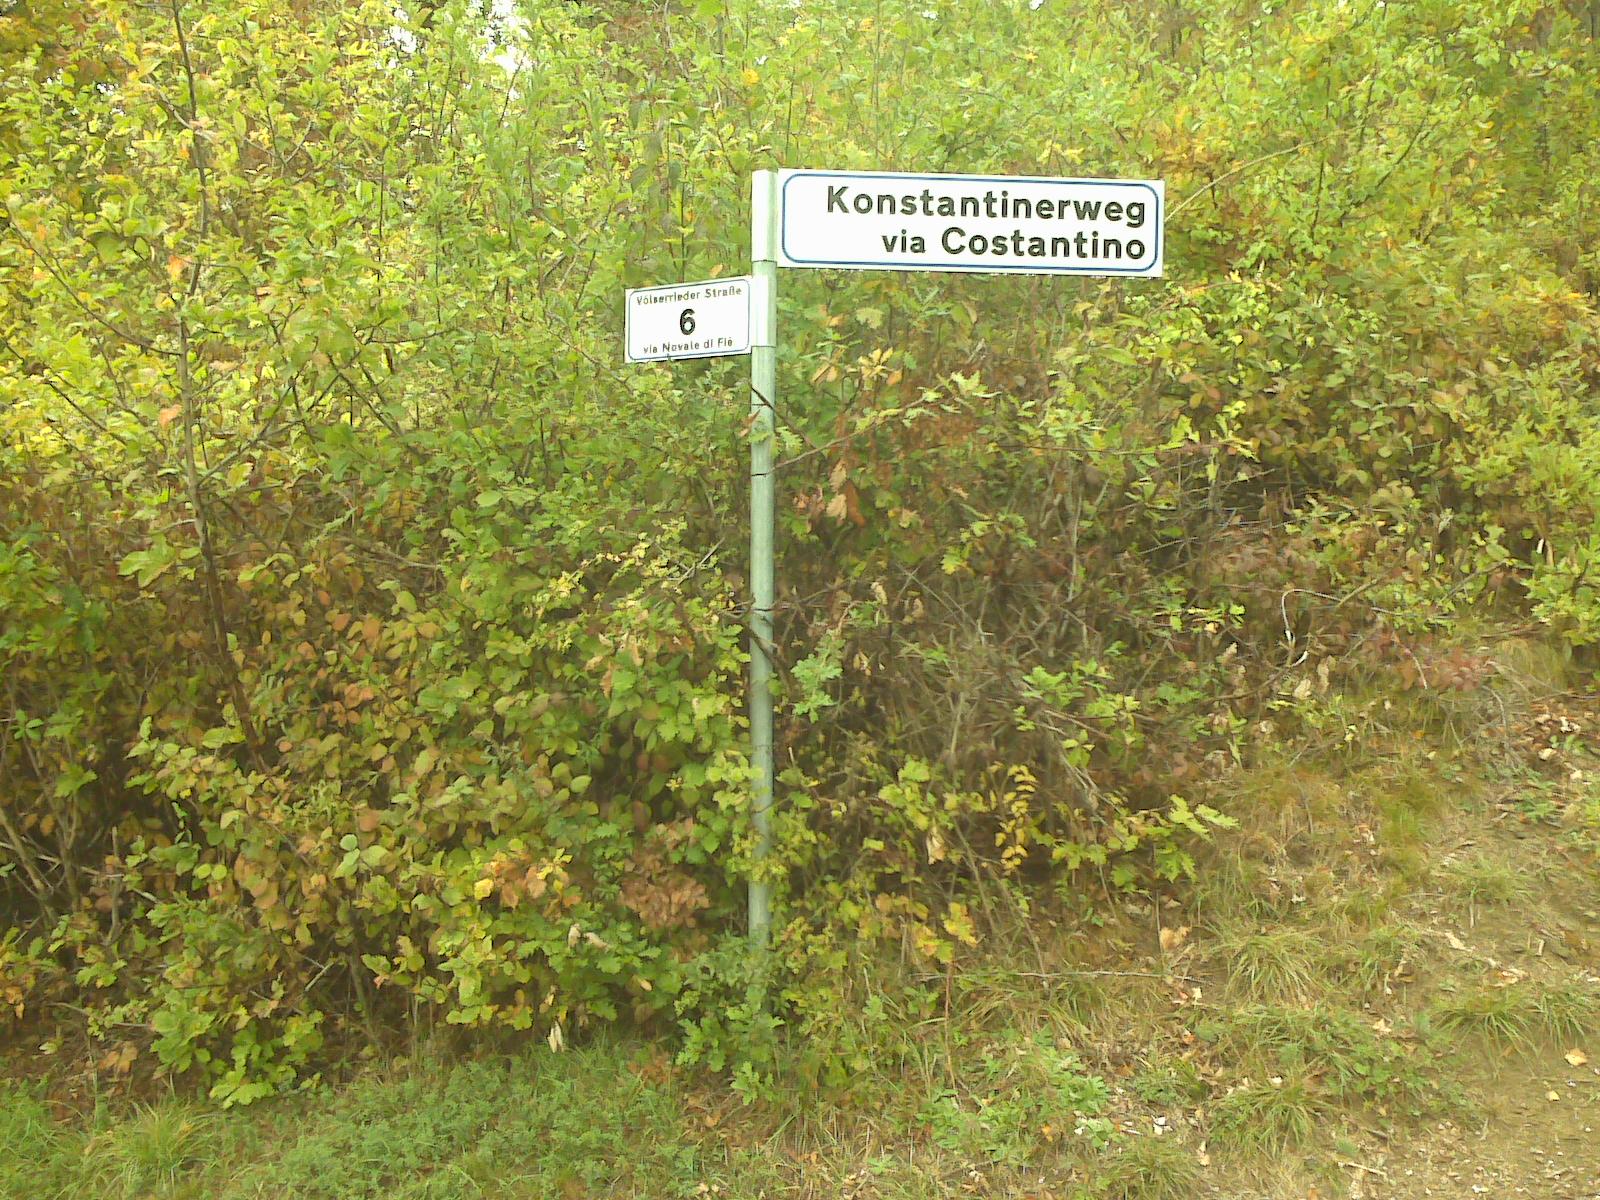 Konstantinerweg
via Costantino
Völserrieder Straße
6
via Novale di Fiè